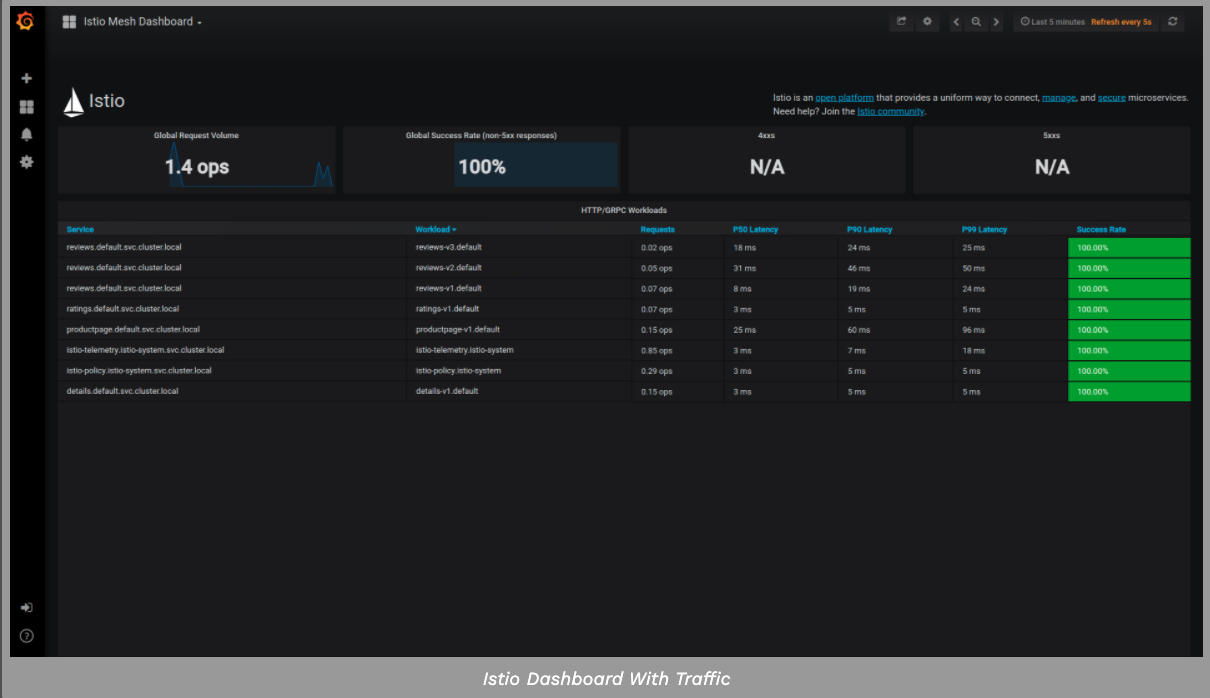 Istio Mesh Dashboard
Last 5 minutes Refresh every 5s
Istio
Istio is an open platform that provides a uniform way to connect, manage, and secure microservices.
Need help? Join the Istio community.
Global Request Volume
1.4 ops
Global Success Rate (non-5xx responses)
100%
4xxs
N/A
5xxs
N/A
HTTP/GRPC Workloads
Service Workload Requests P50 Latency P90 Latency P99 Latency Success Rate
reviews.default.svc.cluster.local reviews-v3.default 0.02 ops 18 ms 24 ms 25 ms 100.00%
reviews.default.svc.cluster.local reviews-v2.default 0.05 ops 31 ms 46 ms 50 ms 100.00%
reviews.default.svc.cluster.local reviews-v1.default 0.07 ops 8 ms 19 ms 24 ms 100.00%
ratings.default.svc.cluster.local ratings-v1.default 0.07 ops 3 ms 5 ms 5 ms 100.00%
productpage.default.svc.cluster.local productpage-v1.default 0.15 ops 25 ms 60 ms 96 ms 100.00%
istio-telemetry.istio-system.svc.cluster.local istio-telemetry.istio-system 0.85 ops 3 ms 7 ms 18 ms 100.00%
istio-policy.istio-system.svc.cluster.local istio-policy.istio-system 0.29 ops 3 ms 5 ms 5 ms 100.00%
details.default.svc.cluster.local details-v1.default 0.15 ops 3 ms 5 ms 5 ms 100.00%
Istio Dashboard With Traffic